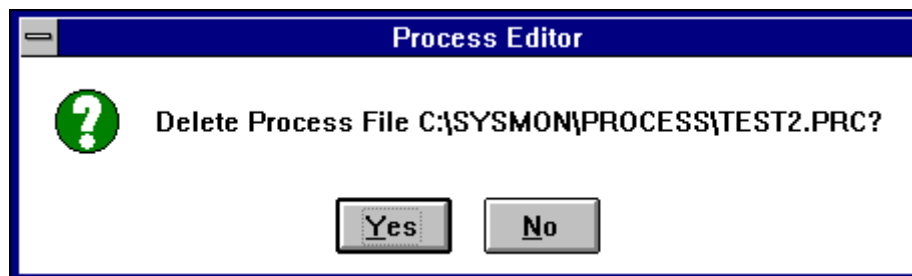 Process Editor
Delete Process File C:\SYSMON\PROCESS\TEST2.PRC?
Yes No